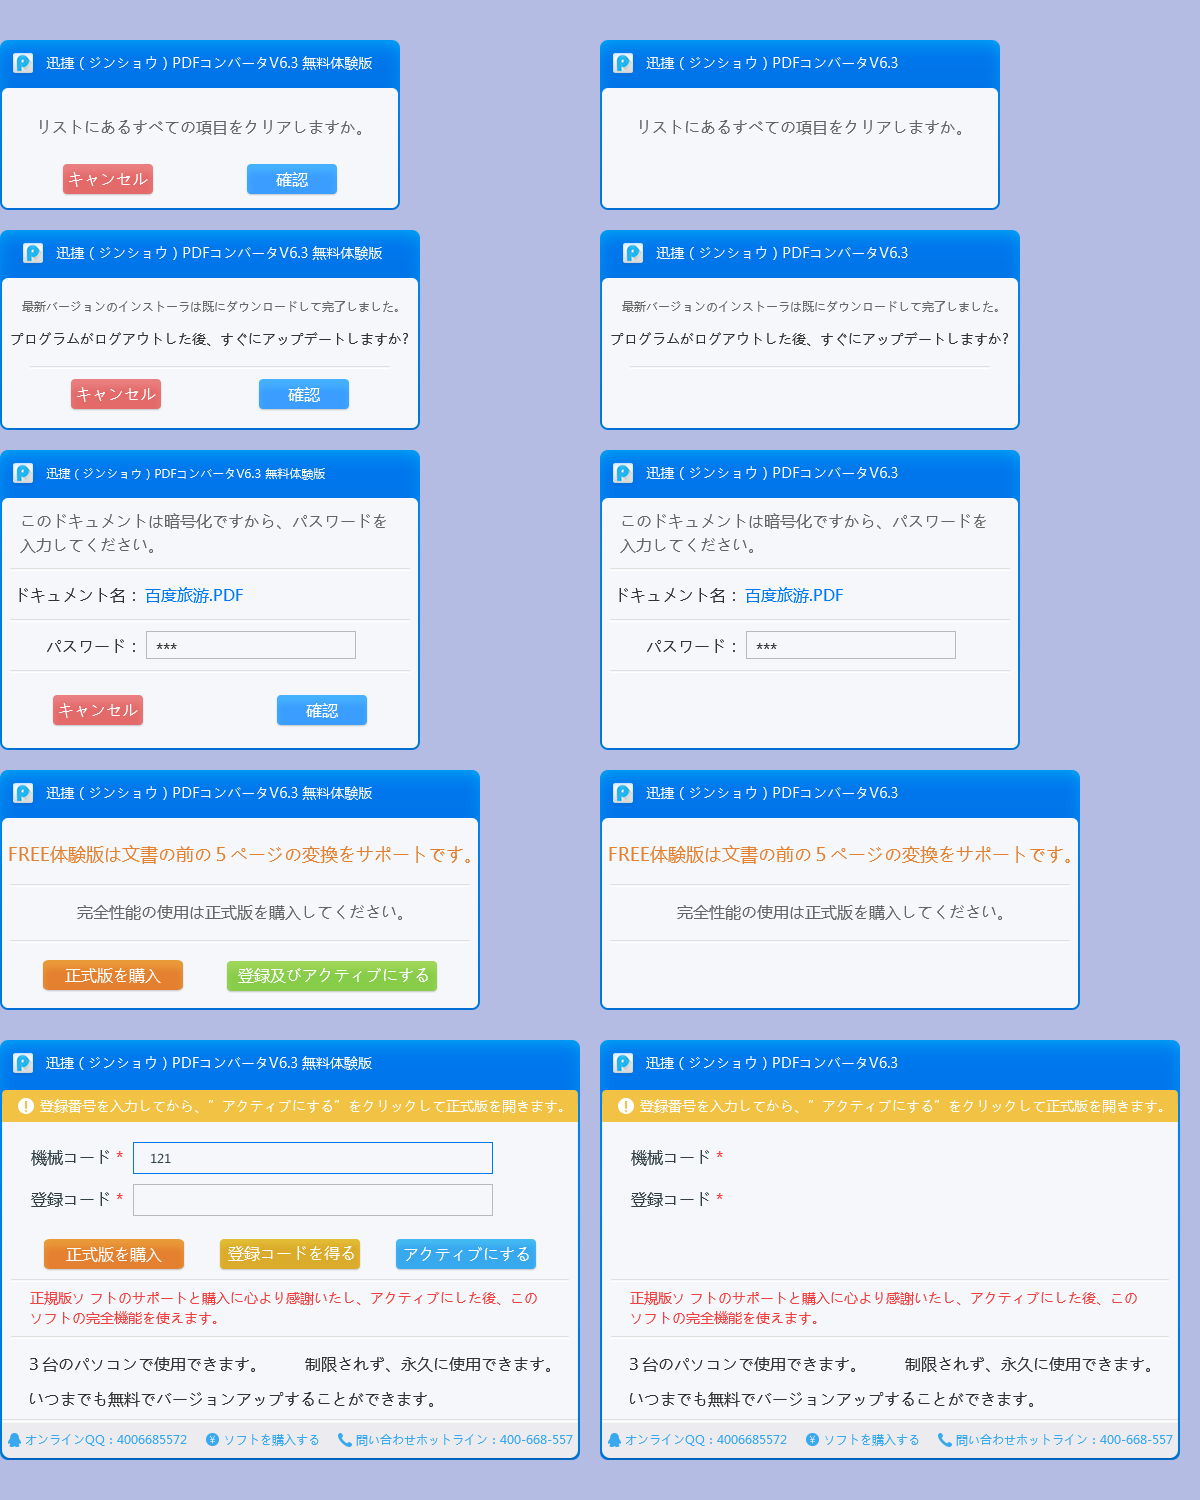 迅捷（ジンショウ）PDFコンバータV6.3 無料体験版
リストにあるすべての項目をクリアしますか。
キャンセル
確認
迅捷（ジンショウ）PDFコンバータV6.3
リストにあるすべての項目をクリアしますか。
迅捷（ジンショウ）PDFコンバータV6.3 無料体験版
最新バージョンのインストーラは既にダウンロードして完了しました。
プログラムがログアウトした後、すぐにアップデートしますか?
キャンセル
確認
迅捷（ジンショウ）PDFコンバータV6.3
最新バージョンのインストーラは既にダウンロードして完了しました。
プログラムがログアウトした後、すぐにアップデートしますか?
迅捷（ジンショウ）PDFコンバータV6.3 無料体験版
このドキュメントは暗号化ですから、パスワードを
入力してください。
ドキュメント名： 百度旅游.PDF
パスワード： ***
キャンセル
確認
迅捷（ジンショウ）PDFコンバータV6.3
このドキュメントは暗号化ですから、パスワードを
入力してください。
ドキュメント名： 百度旅游.PDF
パスワード： ***
迅捷（ジンショウ）PDFコンバータV6.3 無料体験版
FREE体験版は文書の前の５ページの変換をサポートです。
完全性能の使用は正式版を購入してください。
正式版を購入
登録及びアクティブにする
迅捷（ジンショウ）PDFコンバータV6.3
FREE体験版は文書の前の５ページの変換をサポートです。
完全性能の使用は正式版を購入してください。
迅捷（ジンショウ）PDFコンバータV6.3 無料体験版
登録番号を入力してから、”アクティブにする”をクリックして正式版を開きます。
機械コード * 121
登録コード *
正式版を購入
登録コードを得る
アクティブにする
正規版ソ フトのサポートと購入に心より感謝いたし、アクティブにした後、この
ソフトの完全機能を使えます。
３台のパソコンで使用できます。
制限されず、永久に使用できます。
いつまでも無料でバージョンアップすることができます。
オンラインQQ：4006685572
ソフトを購入する
問い合わせホットライン：400-668-557
迅捷（ジンショウ）PDFコンバータV6.3
登録番号を入力してから、”アクティブにする”をクリックして正式版を開きます。
機械コード *
登録コード *
正規版ソ フトのサポートと購入に心より感謝いたし、アクティブにした後、この
ソフトの完全機能を使えます。
３台のパソコンで使用できます。
制限されず、永久に使用できます。
いつまでも無料でバージョンアップすることができます。
オンラインQQ：4006685572
ソフトを購入する
問い合わせホットライン：400-668-557